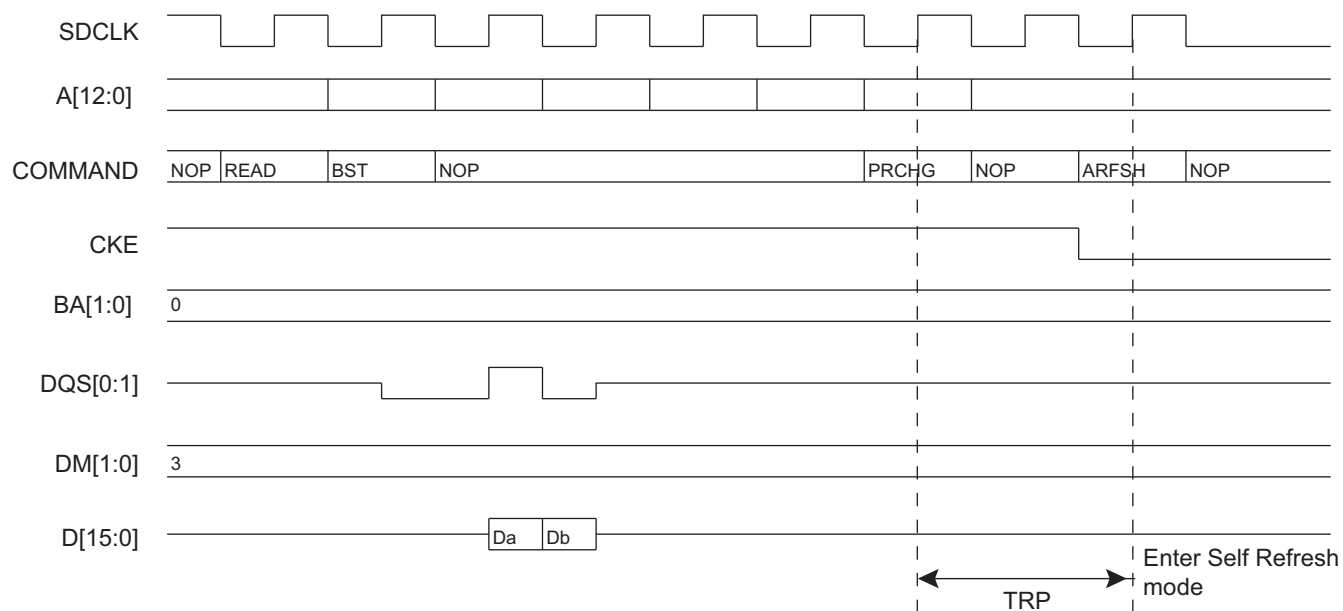 SDCLK
A[12:0]
COMMAND NOP READ BST NOP PRCHG NOP ARFSH NOP
CKE
BA[1:0] 0
DQS[0:1]
DM[1:0] 3
D[15:0] Da Db
TRP
Enter Self Refresh
mode